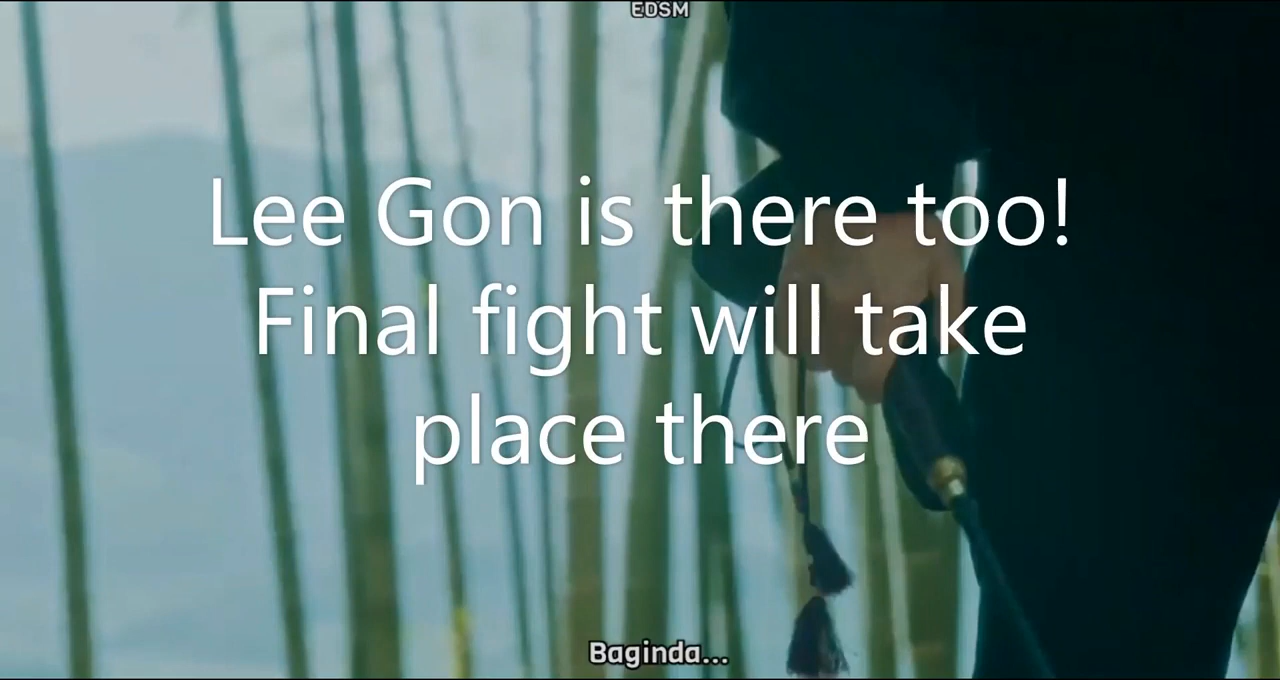 EDSM
Lee Gon is there too!
Final fight will take
place there
Baginda...